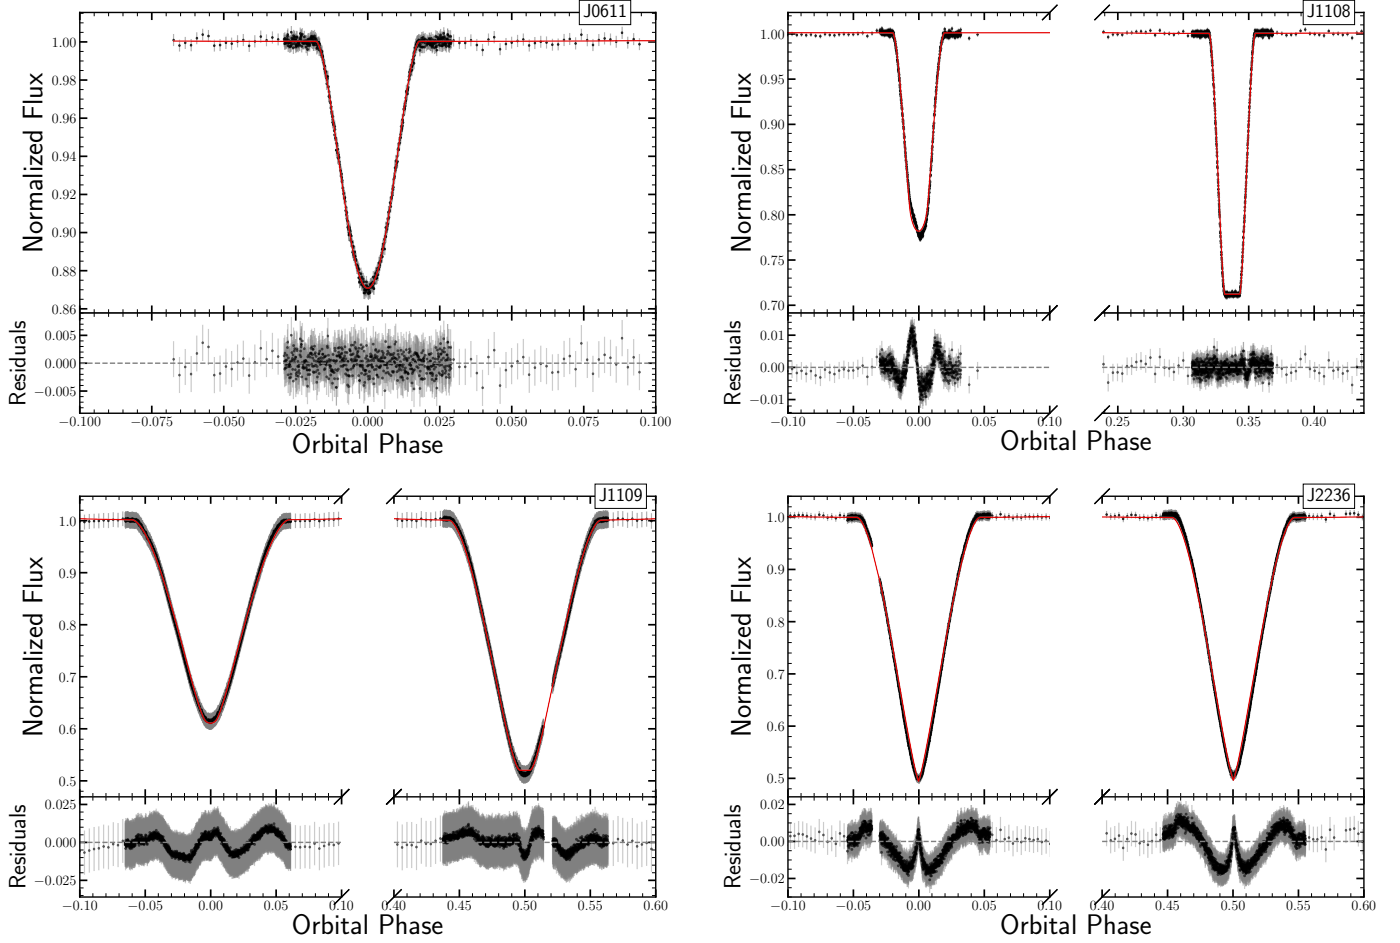 J0611
Normalized Flux
1.00
0.98
0.96
0.94
0.92
0.90
0.88
0.86
Residuals
0.005
0.000
−0.005
−0.100 −0.075 −0.050 −0.025 0.000 0.025 0.050 0.075 0.100
Orbital Phase
J1108
Normalized Flux
1.00
0.95
0.90
0.85
0.80
0.75
0.70
Residuals
0.01
0.00
−0.01
−0.10 −0.05 0.00 0.05 0.10 0.25 0.30 0.35 0.40
Orbital Phase
J1109
Normalized Flux
1.0
0.9
0.8
0.7
0.6
0.5
Residuals
0.025
0.000
−0.025
−0.10 −0.05 0.00 0.05 0.10 0.40 0.45 0.50 0.55 0.60
Orbital Phase
J2236
Normalized Flux
1.0
0.9
0.8
0.7
0.6
0.5
Residuals
0.02
0.00
−0.02
−0.10 −0.05 0.00 0.05 0.10 0.40 0.45 0.50 0.55 0.60
Orbital Phase